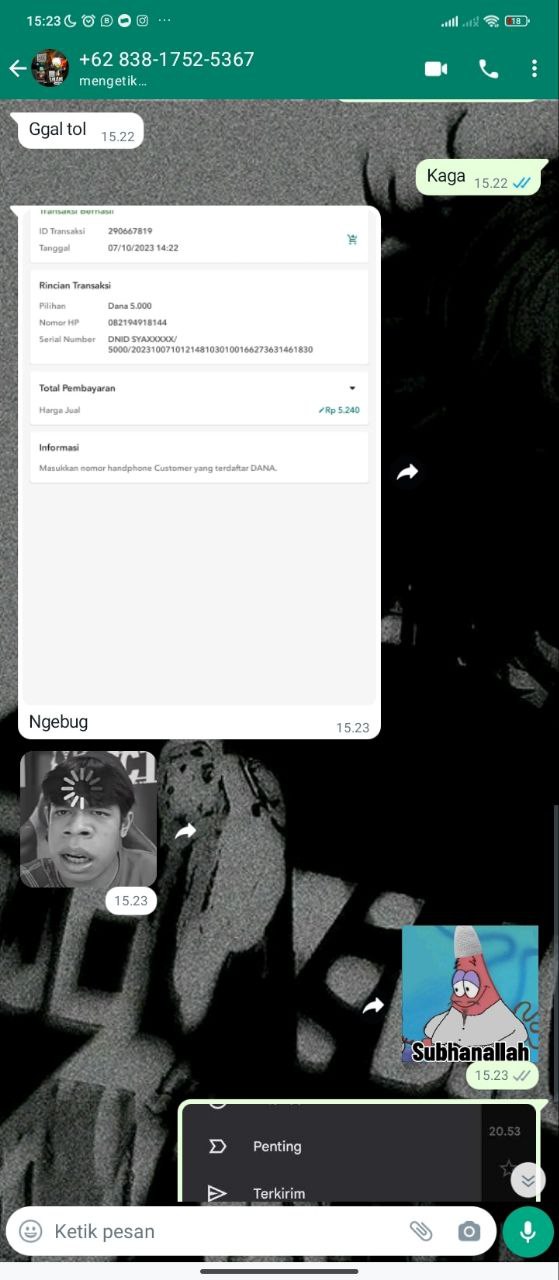 15:23
18
+62 838-1752-5367
mengetik...
Ggal tol 15.22
Kaga 15.22
Transaksi Berhasil
ID Transaksi 290667819
Tanggal 07/10/2023 14:22
Rincian Transaksi
Pilihan Dana 5.000
Nomor HP 082194918144
Serial Number DNID SYAXXXXX/
5000/20231007101214810301001662736314618​30
Total Pembayaran
Harga Jual Rp 5.240
Informasi
Masukkan nomor handphone Customer yang terdaftar DANA.
Ngebug 15.23
15.23
Subhanallah
15.23
20.53
Penting
Terkirim
Ketik pesan